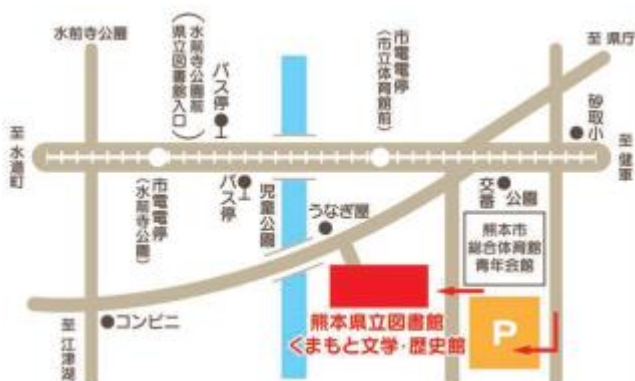 水前寺公園
至 県庁
県立図書館入口
(水前寺公園前)
バス停
市電電停
(市立体育館前)
砂取小
至 水道町
至 健軍
市電電停
(水前寺公園)
バス停
児童公園
うなぎ屋
交番
公園
熊本市
総合体育館
青年会館
コンビニ
至 江津湖
熊本県立図書館
くまもと文学・歴史館
P